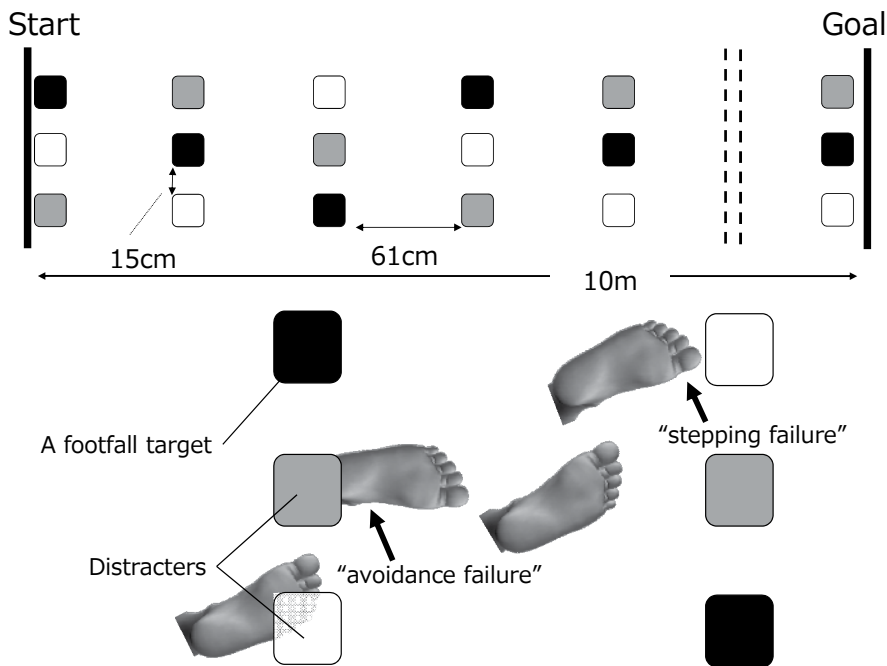 Start
Goal
15cm
61cm
10m
A footfall target
“stepping failure”
Distracters
“avoidance failure”